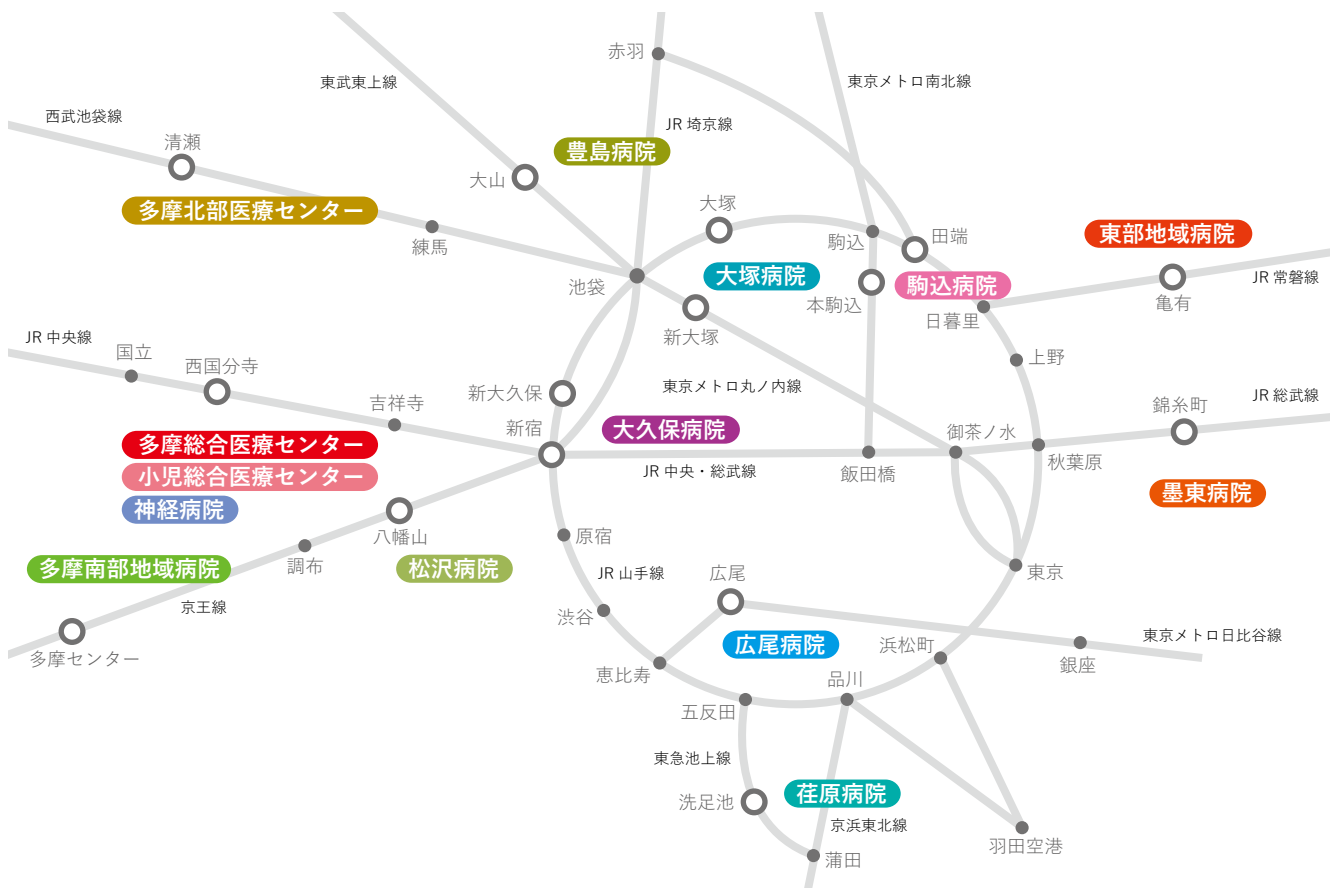 赤羽
東武東上線
東京メトロ南北線
西武池袋線
JR 埼京線
清瀬
豊島病院
大山
大塚
多摩北部医療センター
東部地域病院
練馬
駒込
田端
大塚病院
駒込病院
JR 常磐線
池袋
本駒込
亀有
日暮里
新大塚
JR 中央線
国立
上野
西国分寺
東京メトロ丸ノ内線
新大久保
JR 総武線
吉祥寺
錦糸町
新宿
大久保病院
御茶ノ水
多摩総合医療センター
秋葉原
JR 中央・総武線
飯田橋
小児総合医療センター
墨東病院
神経病院
八幡山
原宿
調布
多摩南部地域病院
松沢病院
JR 山手線
広尾
東京
京王線
渋谷
東京メトロ日比谷線
広尾病院
浜松町
多摩センター
銀座
恵比寿
品川
五反田
東急池上線
荏原病院
洗足池
京浜東北線
羽田空港
蒲田